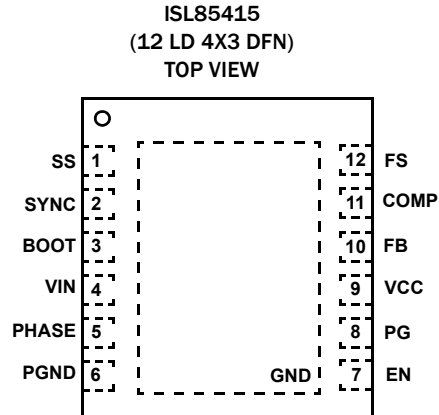 ISL85415
(12 LD 4X3 DFN)
TOP VIEW
SS 1 12 FS
SYNC 2 11 COMP
BOOT 3 10 FB
VIN 4 9 VCC
PHASE 5 8 PG
PGND 6 GND 7 EN